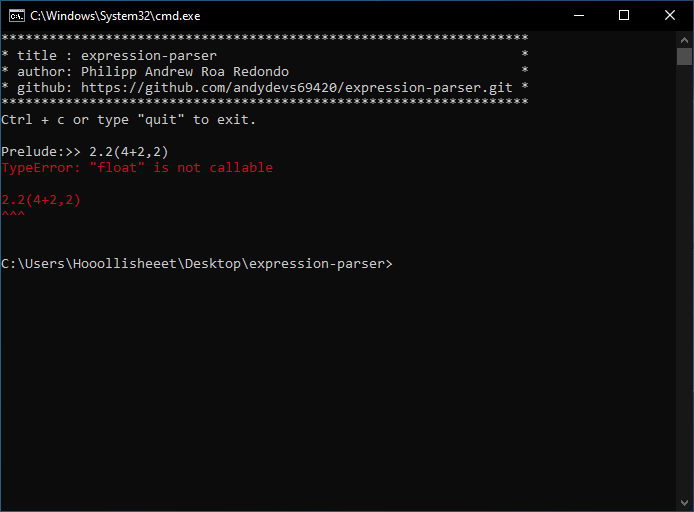 C:\Windows\System32\cmd.exe
******************************************************************
* title : expression-parser                                      *
* author: Philipp Andrew Roa Redondo                             *
* github: https://github.com/andydevs69420/expression-parser.git *
******************************************************************
Ctrl + c or type "quit" to exit.
Prelude:>> 2.2(4+2,2)
TypeError: "float" is not callable
2.2(4+2,2)
^^^
C:\Users\Hooollisheeet\Desktop\expression-parser>